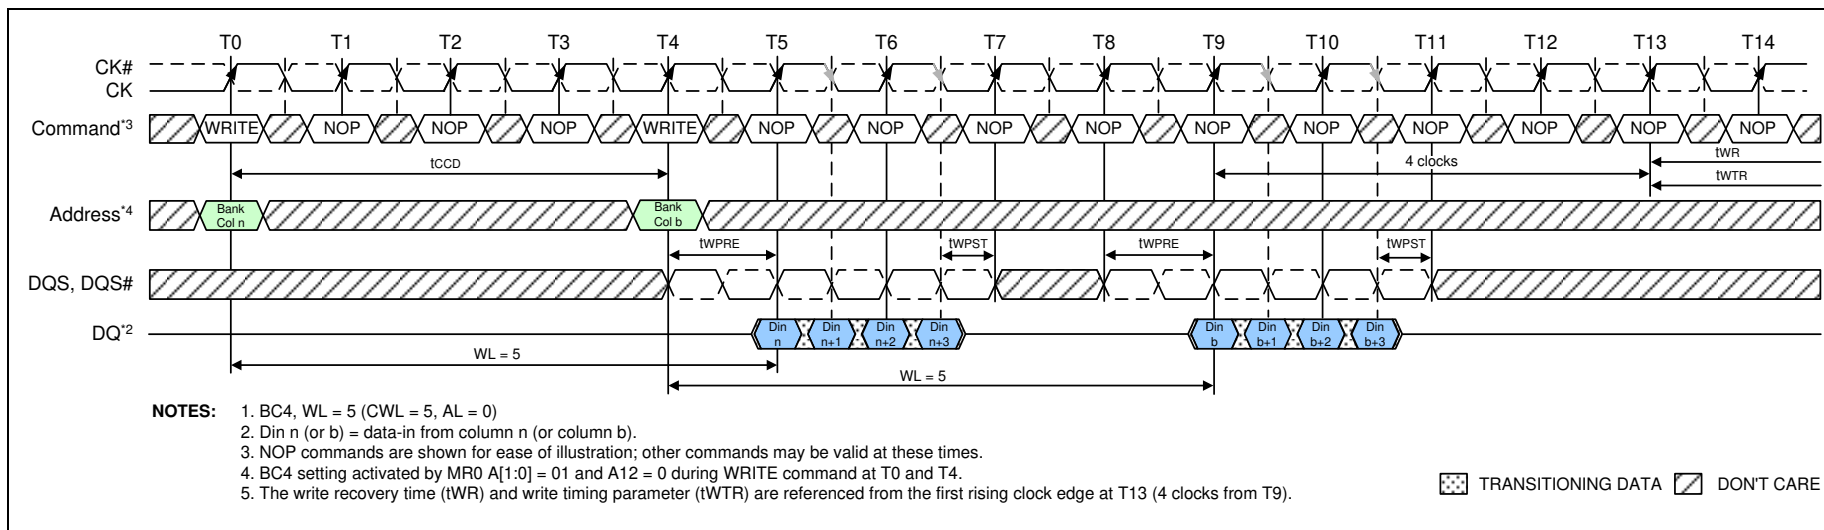 T0 T1 T2 T3 T4 T5 T6 T7 T8 T9 T10 T11 T12 T13 T14
CK#
CK
Command*3 WRITE NOP NOP NOP WRITE NOP NOP NOP NOP NOP NOP NOP NOP NOP NOP
tCCD 4 clocks tWR
tWTR
Address*4 Bank Col n Bank Col b
tWPRE tWPST tWPRE tWPST
DQS, DQS#
DQ*2 Din n Din n+1 Din n+2 Din n+3 Din b Din b+1 Din b+2 Din b+3
WL = 5
WL = 5
NOTES: 1. BC4, WL = 5 (CWL = 5, AL = 0)
2. Din n (or b) = data-in from column n (or column b).
3. NOP commands are shown for ease of illustration; other commands may be valid at these times.
4. BC4 setting activated by MR0 A[1:0] = 01 and A12 = 0 during WRITE command at T0 and T4.
5. The write recovery time (tWR) and write timing parameter (tWTR) are referenced from the first rising clock edge at T13 (4 clocks from T9).
TRANSITIONING DATA DON'T CARE